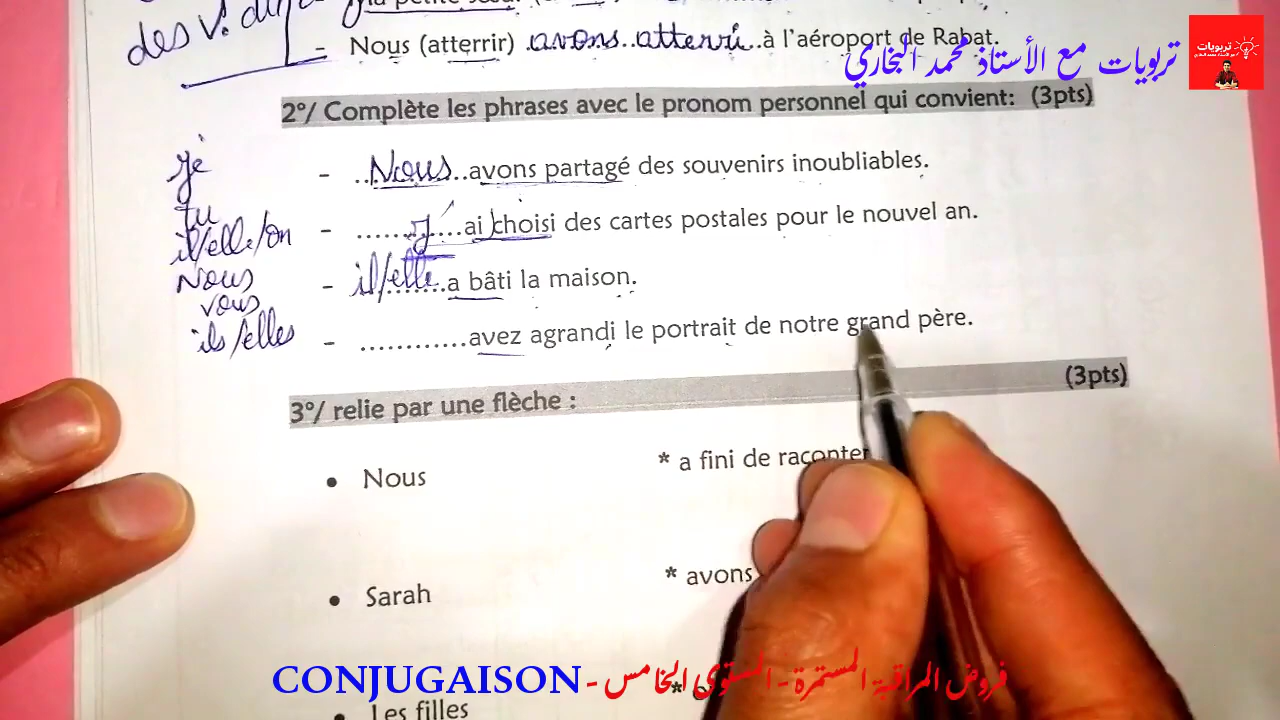 des V.
- Nous (atterrir) .avons..atterri..à l'aéroport de Rabat.
تربويات مع الأستاذ محمد البخاري
تربويات
2°/ Complète les phrases avec le pronom personnel qui convient: (3pts)
je
tu
il/elle/on
Nous
vous
ils/elles
- ..Nous..avons partagé des souvenirs inoubliables.
- .......j'....ai choisi des cartes postales pour le nouvel an.
- il/elle.a bâti la maison.
- ............avez agrandi le portrait de notre grand père.
3°/ relie par une flèche : (3pts)
• Nous * a fini de raconter
• Sarah * avons
• Les filles *
CONJUGAISON - فروض المراقبة المستمرة - المستوى الخامس